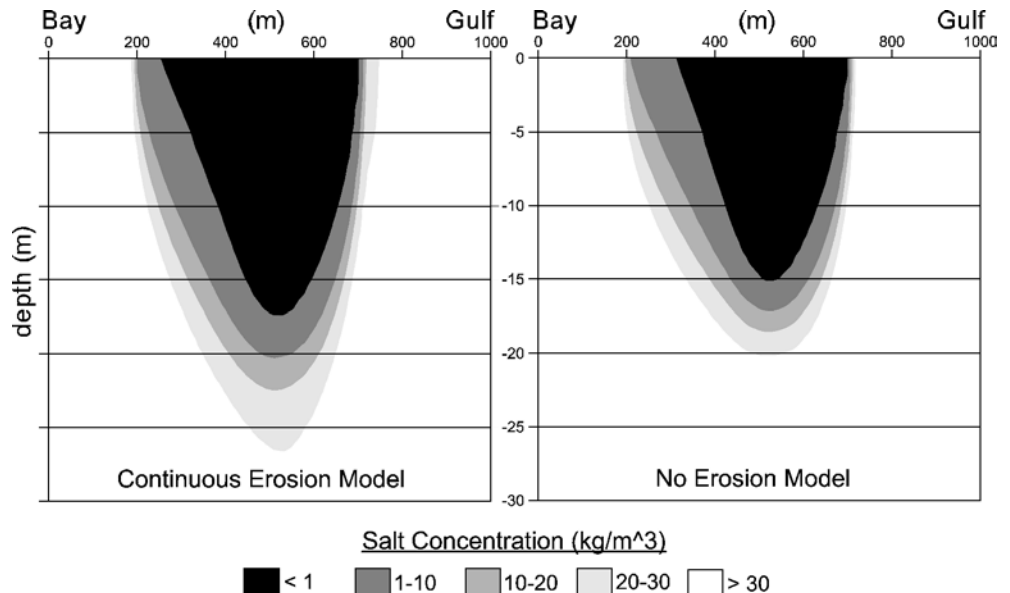 Bay (m) Gulf Bay (m) Gulf
0 200 400 600 800 1000 0 200 400 600 800 1000
0
-5
-10
-15
-20
-25
-30
depth (m)
Continuous Erosion Model
No Erosion Model
Salt Concentration (kg/m^3)
< 1 1-10 10-20 20-30 > 30